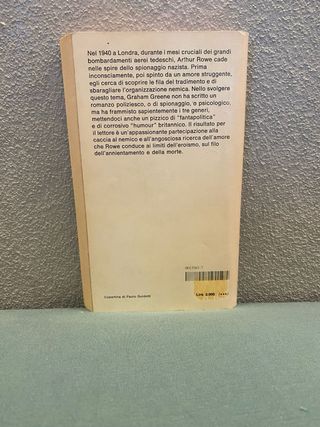 Nel 1940 a Londra, durante i mesi cruciali dei grandi
bombardamenti aerei tedeschi, Arthur Rowe cade
nelle spire dello spionaggio nazista. Prima
inconsciamente, poi spinto da un amore struggente,
egli cerca di scoprire le fila del tradimento e di
sbaragliare l'organizzazione nemica. Nello svolgere
questo tema, Graham Greene non ha scritto un
romanzo poliziesco, o di spionaggio, o psicologico,
ma ha frammisto sapientemente i tre generi,
mettendoci anche un pizzico di "fantapolitica"
e di corrosivo "humour" britannico. Il risultato per
il lettore è un'appassionante partecipazione alla
caccia al nemico e all'angosciosa ricerca dell'amore
che Rowe conduce ai limiti dell'eroismo, sul filo
dell'annientamento e della morte.
Copertina di Paolo Guidotti
Lire